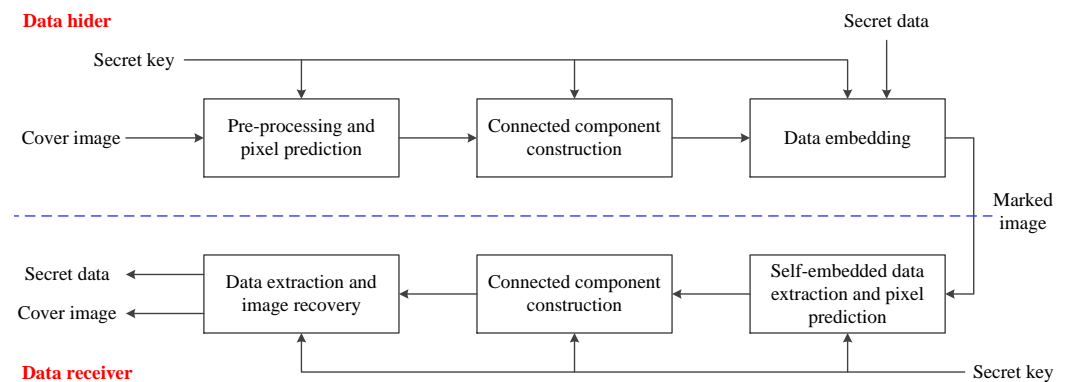 Data hider
Secret data
Secret key
Cover image
Pre-processing and
pixel prediction
Connected component
construction
Data embedding
Marked
image
Secret data
Cover image
Data extraction and
image recovery
Connected component
construction
Self-embedded data
extraction and pixel
prediction
Data receiver
Secret key